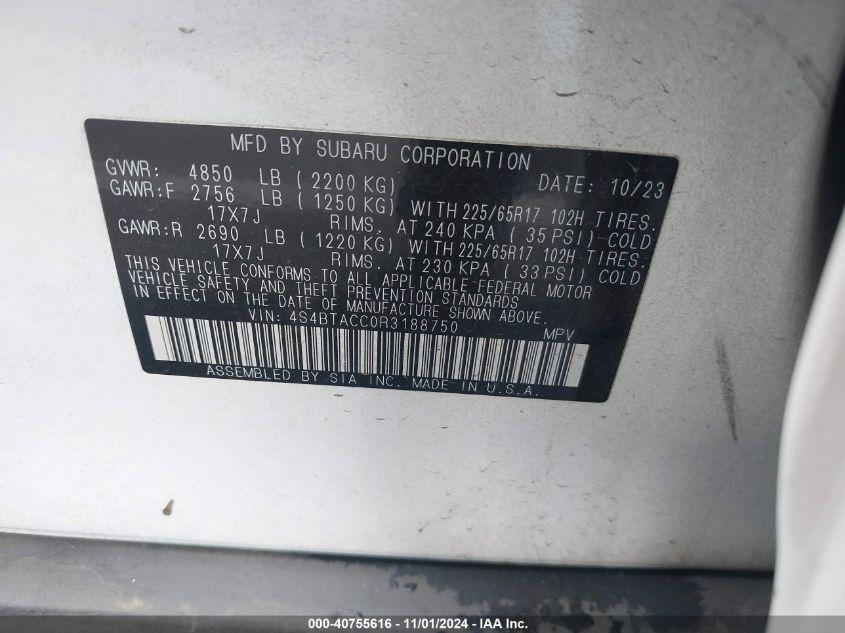 MFD BY SUBARU CORPORATION
GVWR: 4850 LB ( 2200 KG) DATE: 10/23
GAWR:F 2756 LB ( 1250 KG) WITH 225/65R17 102H TIRES.
17X7J RIMS. AT 240 KPA ( 35 PSI) COLD
GAWR:R 2690 LB ( 1220 KG) WITH 225/65R17 102H TIRES.
17X7J RIMS. AT 230 KPA ( 33 PSI) COLD
THIS VEHICLE CONFORMS TO ALL APPLICABLE FEDERAL MOTOR
VEHICLE SAFETY AND THEFT PREVENTION STANDARDS
IN EFFECT ON THE DATE OF MANUFACTURE SHOWN ABOVE.
VIN: 4S4BTACC0R3188750 MPV
ASSEMBLED BY SIA INC. MADE IN U.S.A.
000-40755616 - 11/01/2024 - IAA Inc.